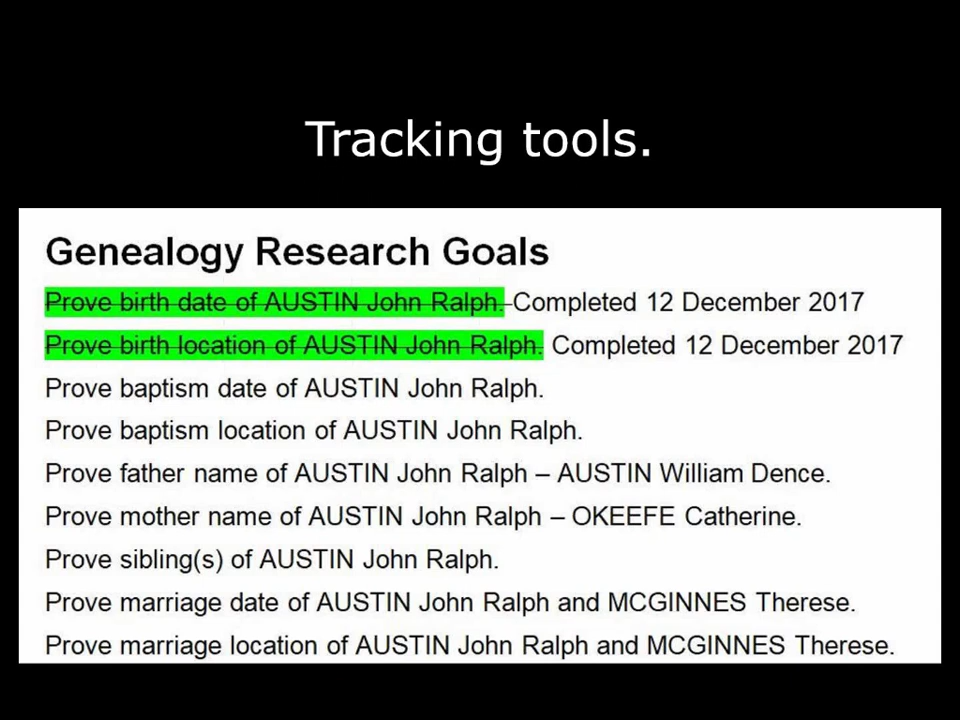 Tracking tools.
Genealogy Research Goals
Prove birth date of AUSTIN John Ralph. Completed 12 December 2017
Prove birth location of AUSTIN John Ralph. Completed 12 December 2017
Prove baptism date of AUSTIN John Ralph.
Prove baptism location of AUSTIN John Ralph.
Prove father name of AUSTIN John Ralph – AUSTIN William Dence.
Prove mother name of AUSTIN John Ralph – OKEEFE Catherine.
Prove sibling(s) of AUSTIN John Ralph.
Prove marriage date of AUSTIN John Ralph and MCGINNES Therese.
Prove marriage location of AUSTIN John Ralph and MCGINNES Therese.